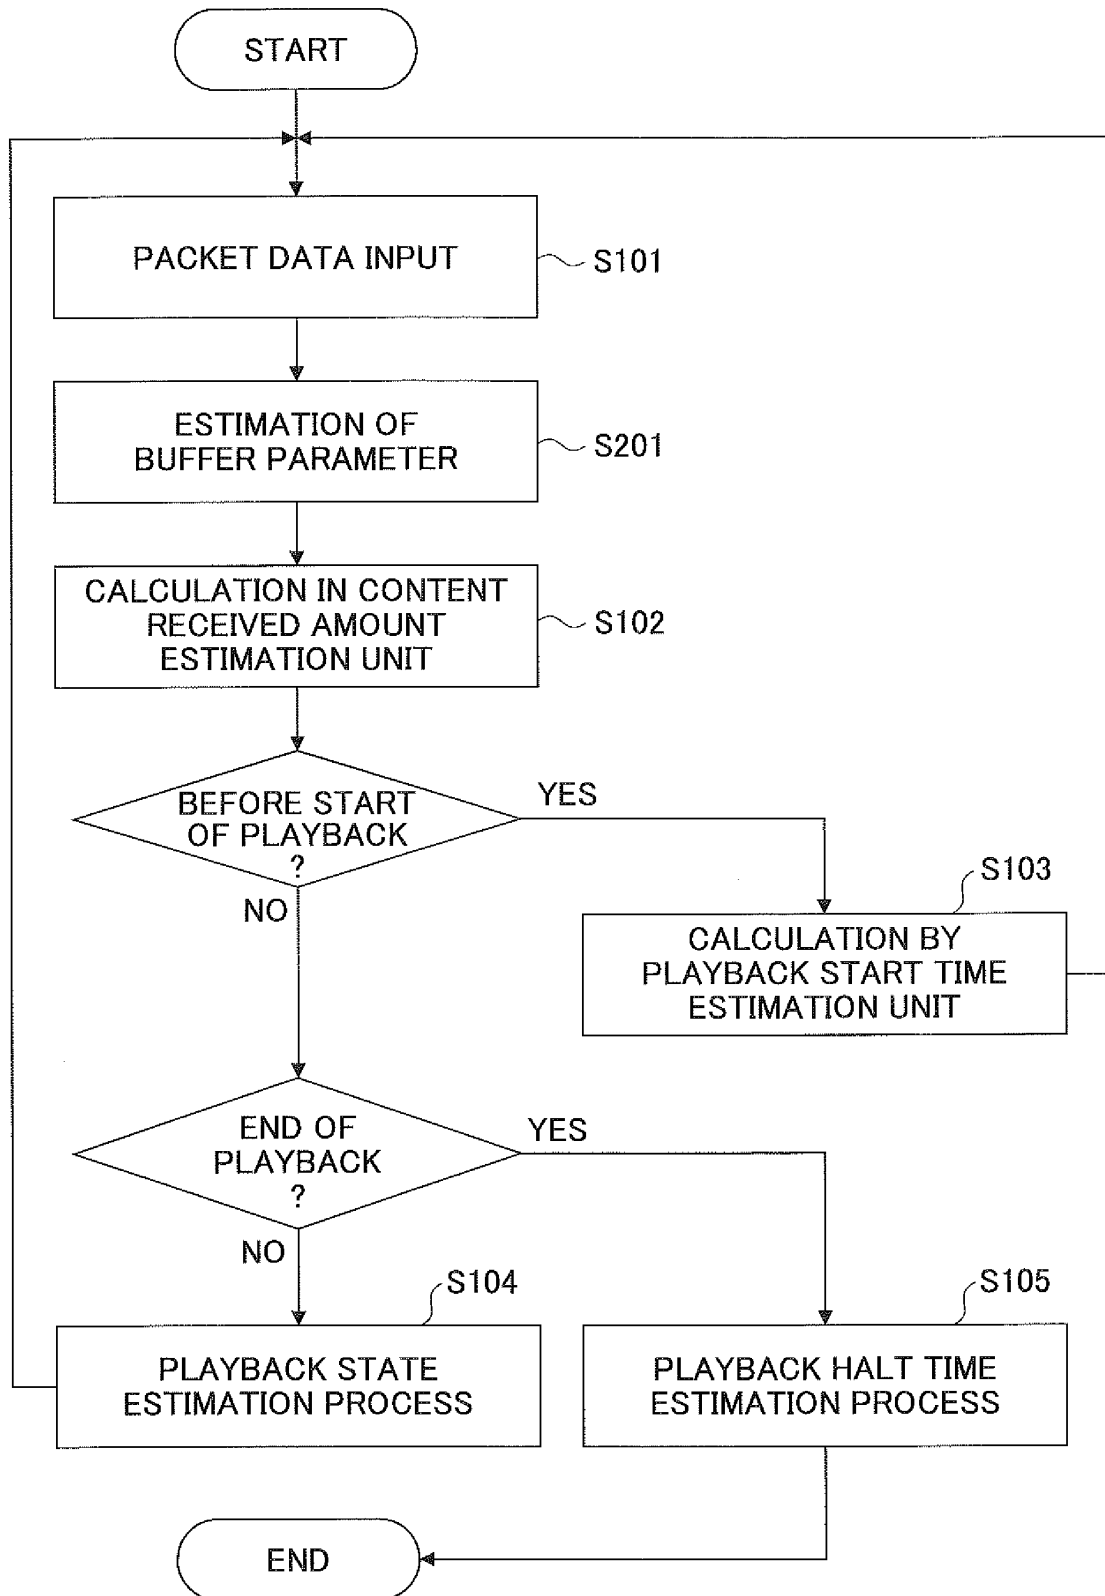 START
PACKET DATA INPUT
S101
ESTIMATION OF
BUFFER PARAMETER
S201
CALCULATION IN CONTENT
RECEIVED AMOUNT
ESTIMATION UNIT
S102
BEFORE START
OF PLAYBACK
?
YES
NO
S103
CALCULATION BY
PLAYBACK START TIME
ESTIMATION UNIT
END OF
PLAYBACK
?
YES
NO
S104
PLAYBACK STATE
ESTIMATION PROCESS
S105
PLAYBACK HALT TIME
ESTIMATION PROCESS
END